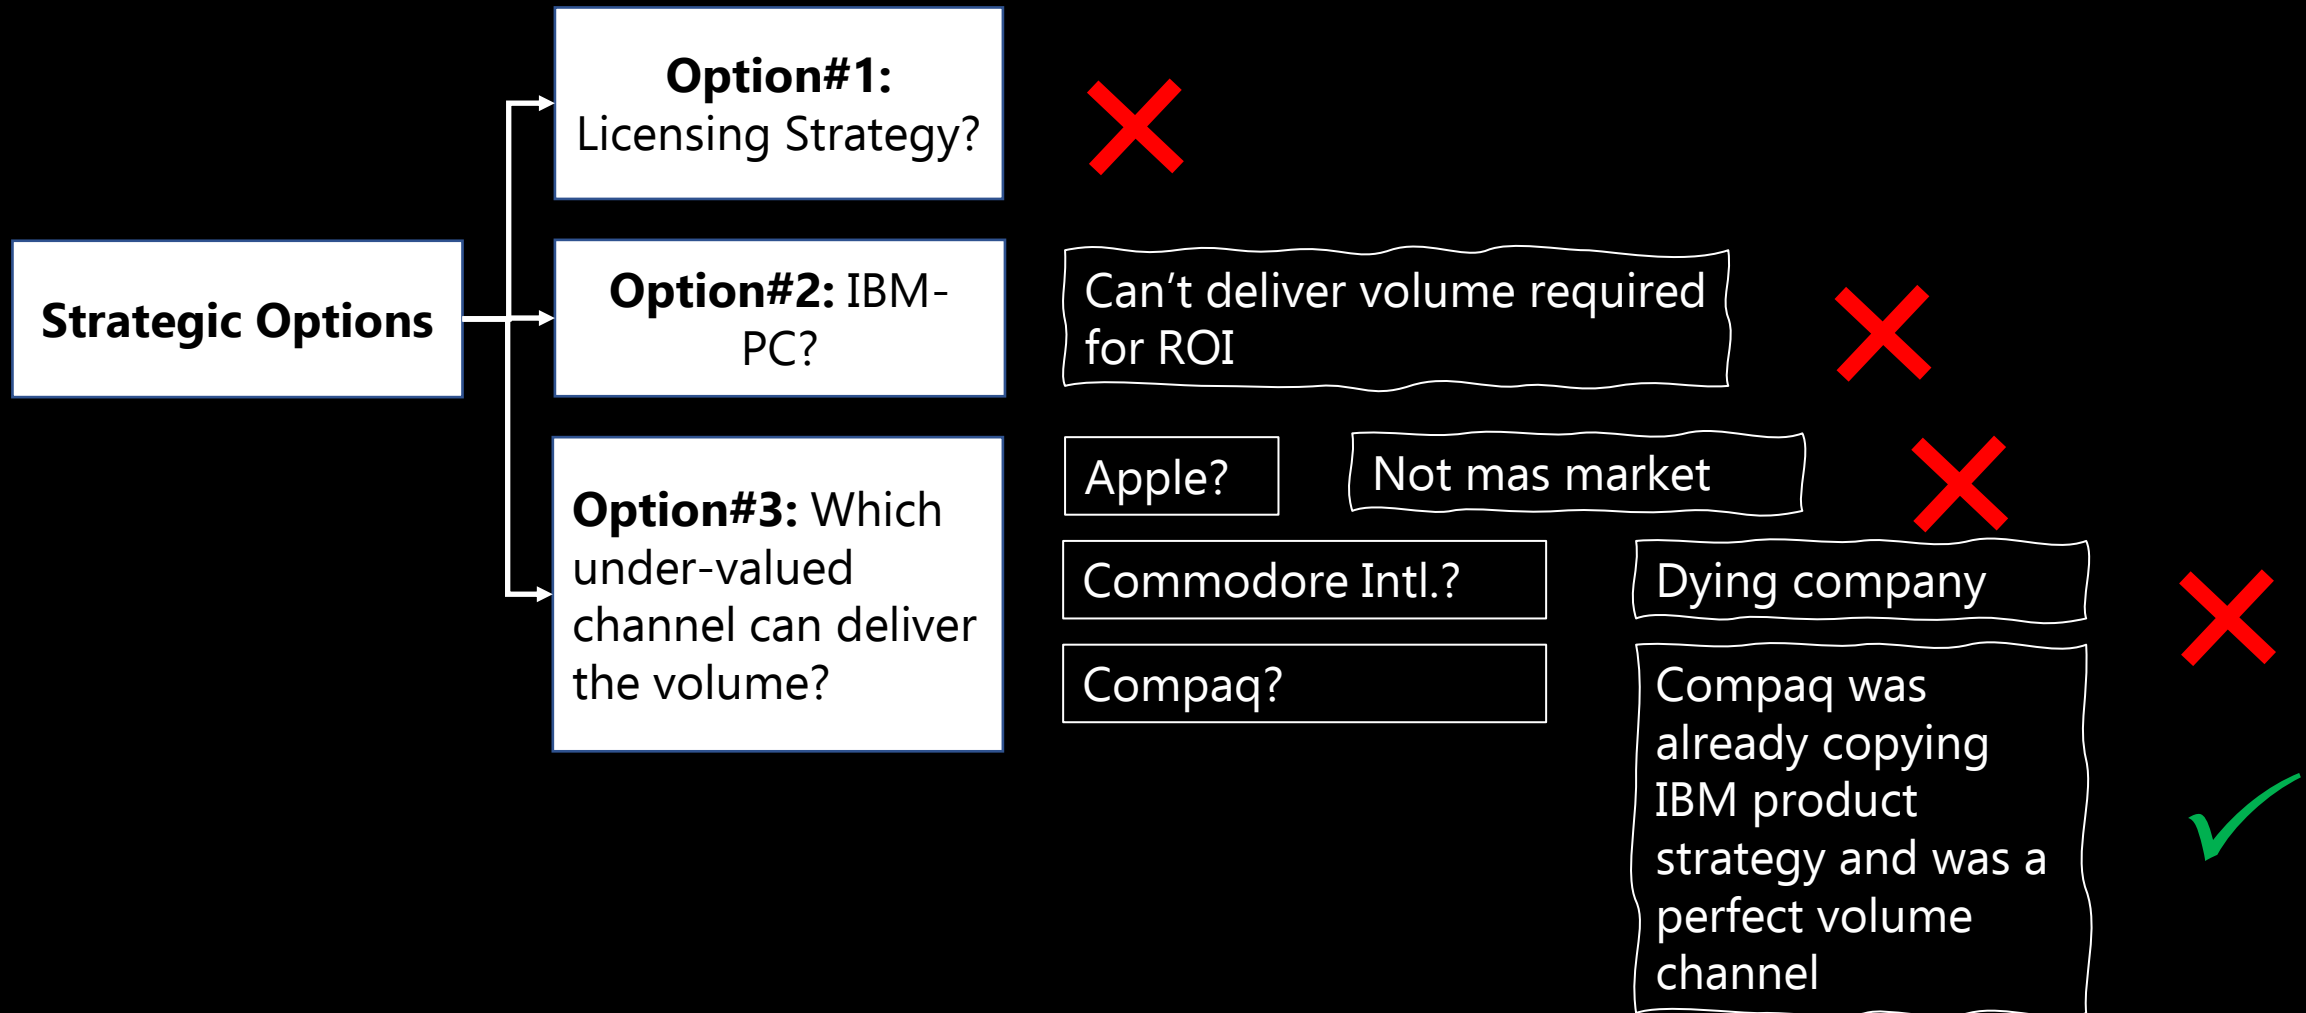 Option#1:
Licensing Strategy?
Strategic Options
Option#2: IBM-
PC?
Can’t deliver volume required
for ROI
Option#3: Which
under-valued
channel can deliver
the volume?
Apple?
Not mas market
Commodore Intl.?
Dying company
Compaq?
Compaq was
already copying
IBM product
strategy and was a
perfect volume
channel